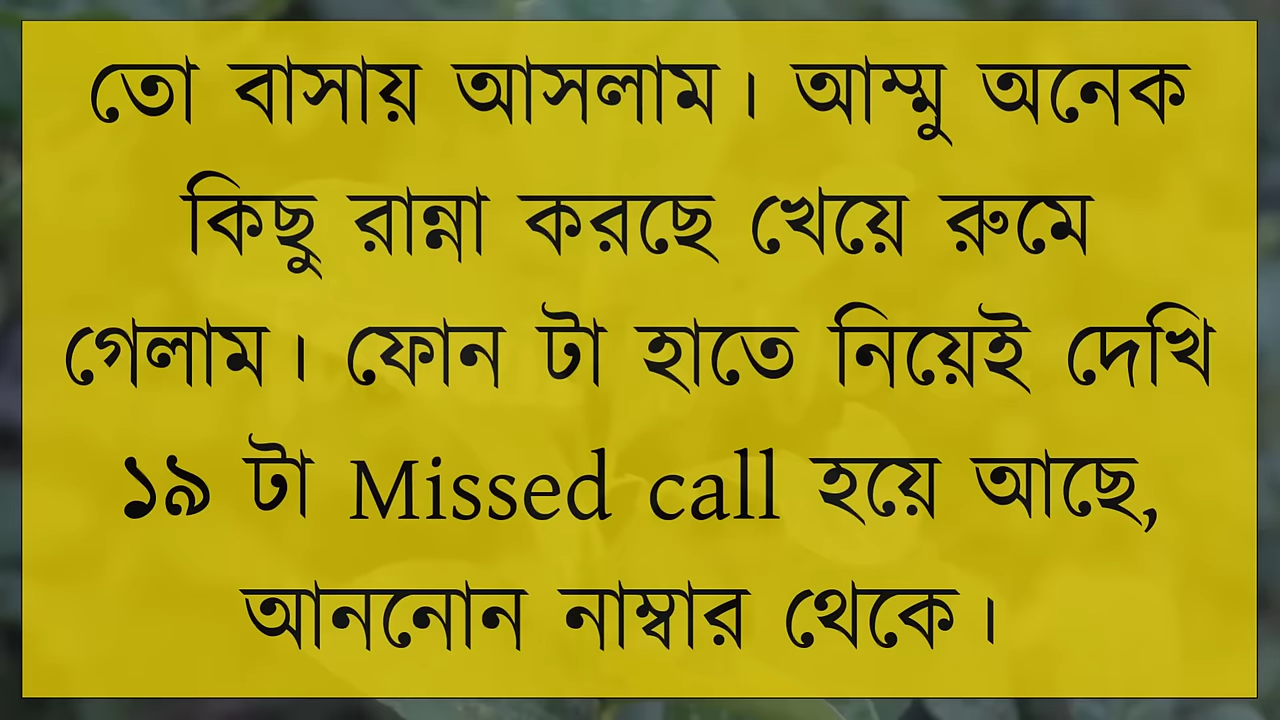 তো বাসায় আসলাম। আম্মু অনেক
কিছু রান্না করছে খেয়ে রুমে
গেলাম। ফোন টা হাতে নিয়েই দেখি
১৯ টা Missed call হয়ে আছে,
আননোন নাম্বার থেকে।